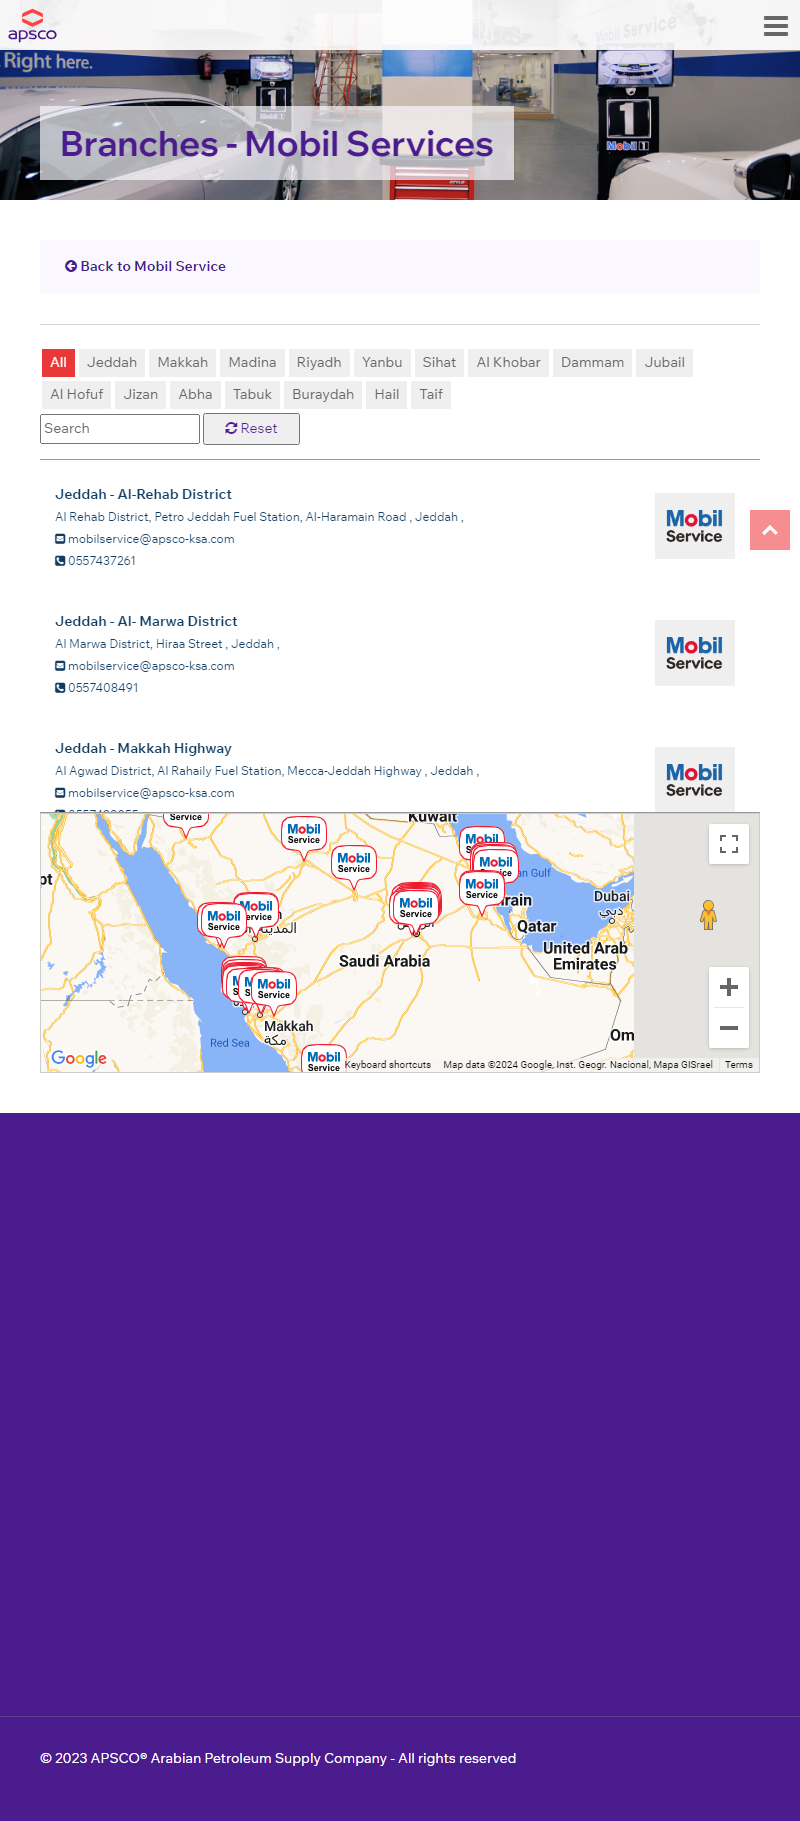 apsco
Mobil Service
Right here.
1
Mobil 1
1
Mobil 1
Branches - Mobil Services
Back to Mobil Service
All Jeddah Makkah Madina Riyadh Yanbu Sihat Al Khobar Dammam Jubail
Al Hofuf Jizan Abha Tabuk Buraydah Hail Taif
Search Reset
Jeddah - Al-Rehab District
Al Rehab District, Petro Jeddah Fuel Station, Al-Haramain Road , Jeddah ,
mobilservice@apsco-ksa.com
0557437261
Mobil
Service
Jeddah - Al- Marwa District
Al Marwa District, Hiraa Street , Jeddah ,
mobilservice@apsco-ksa.com
0557408491
Mobil
Service
Jeddah - Makkah Highway
Al Agwad District, Al Rahaily Fuel Station, Mecca-Jeddah Highway , Jeddah ,
mobilservice@apsco-ksa.com
Mobil
Service
Service
Kuwait
Mobil
Service
Mobil
Mobil
Service
Mobil
Service
Mobil
Service
Dubai
دبي
Mobil
Service
Mobil
Service
Qatar
United Arab
Emirates
Saudi Arabia
Mobil
Service
Makkah
مكة
Red Sea
Om
Mobil
Service
Google
Keyboard shortcuts
Map data ©2024 Google, Inst. Geogr. Nacional, Mapa GISrael
Terms
© 2023 APSCO® Arabian Petroleum Supply Company - All rights reserved